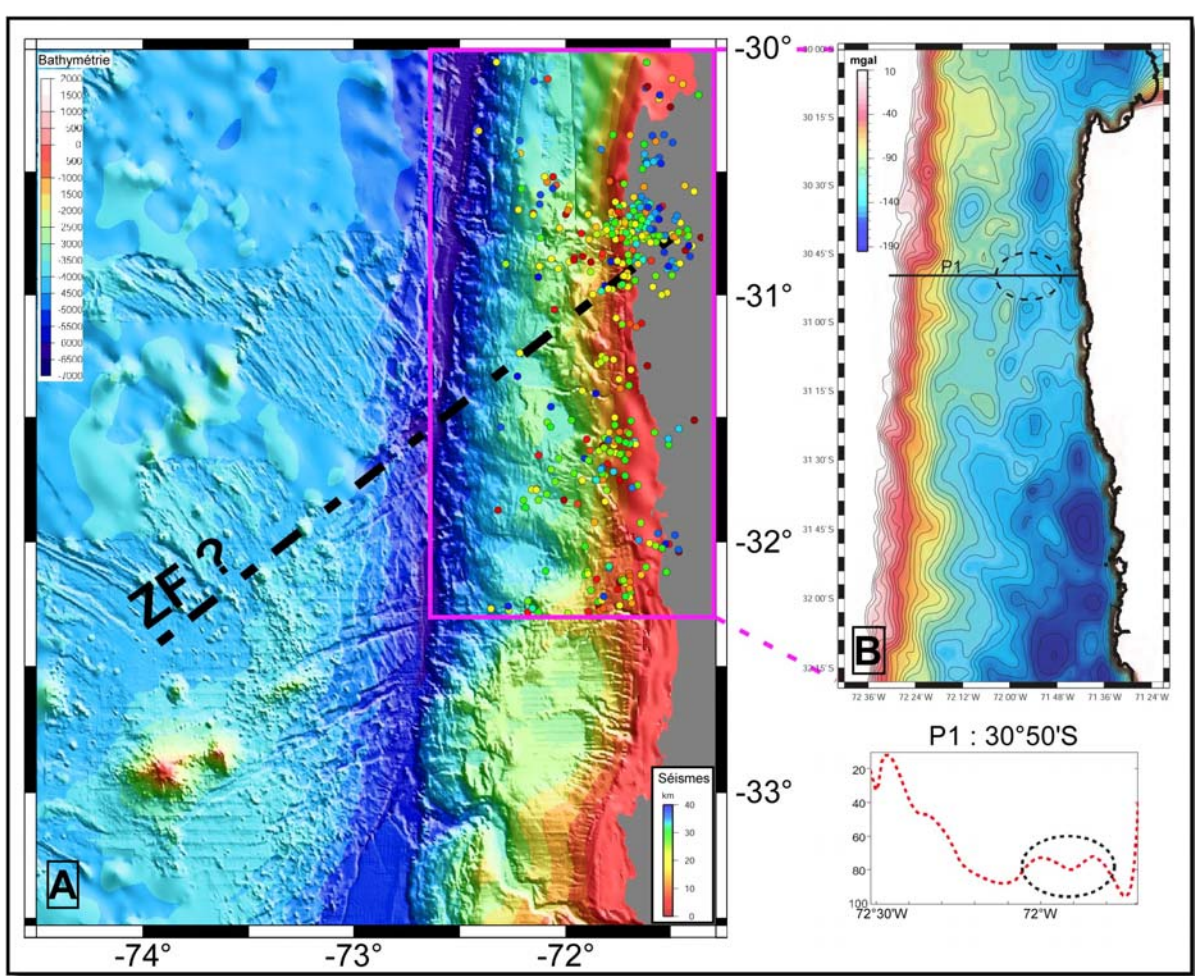 Bathymétrie
2000
1500
1000
500
0
-500
-1000
-1500
-2000
-2500
-3000
-3500
-4000
-4500
-5000
-5500
-6000
-6500
-7000
ZF ?
A
Séismes
km
40
30
20
10
0
-74°
-73°
-72°
-30°
-31°
-32°
-33°
mgal
10
-40
-90
-140
-190
30 15'S
30 30'S
30 45'S
31 00'S
31 15'S
31 30'S
31 45'S
32 00'S
P1
B
72 36'W
72 24'W
72 12'W
72 00'W
71 48'W
71 36'W
71 24'W
P1 : 30°50'S
20
40
60
80
100
72°30'W
72°W